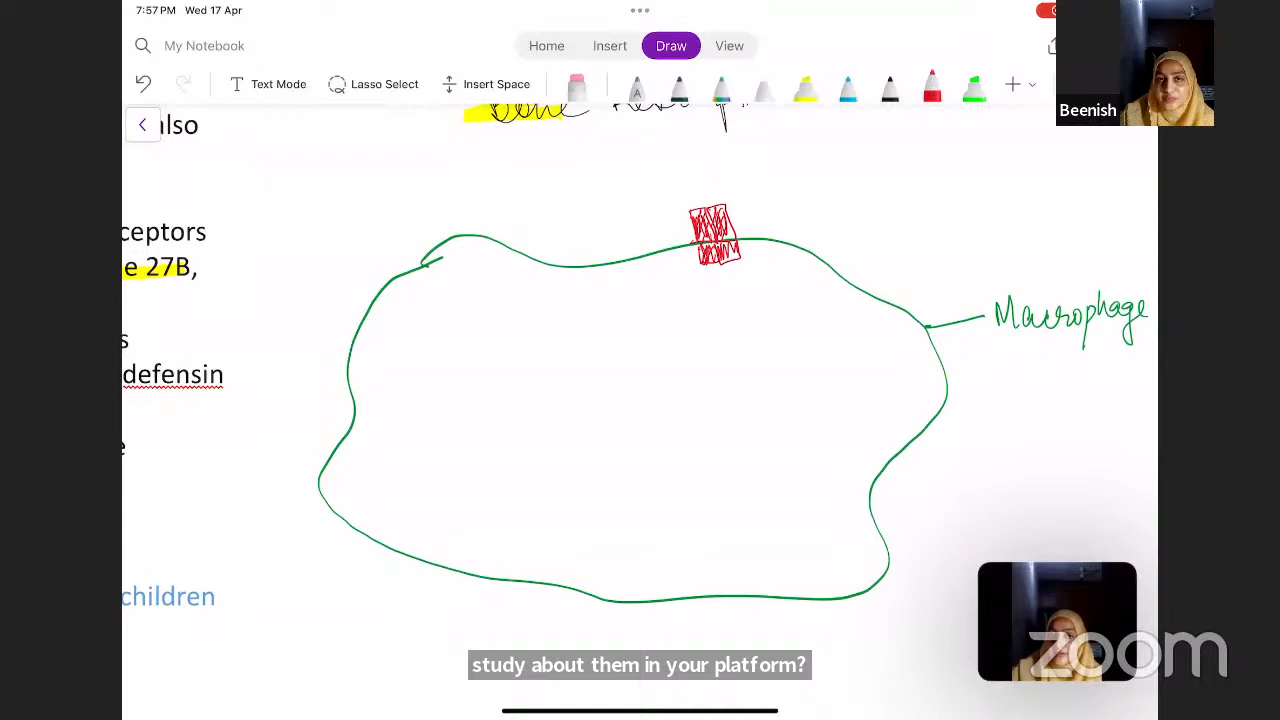 7:57 PM Wed 17 Apr
My Notebook
Home Insert Draw View
Text Mode Lasso Select Insert Space
A
Beenish
also
Bone
ceptors
e 27B,
Macrophage
s
defensin
e
children
zoom
study about them in your platform?